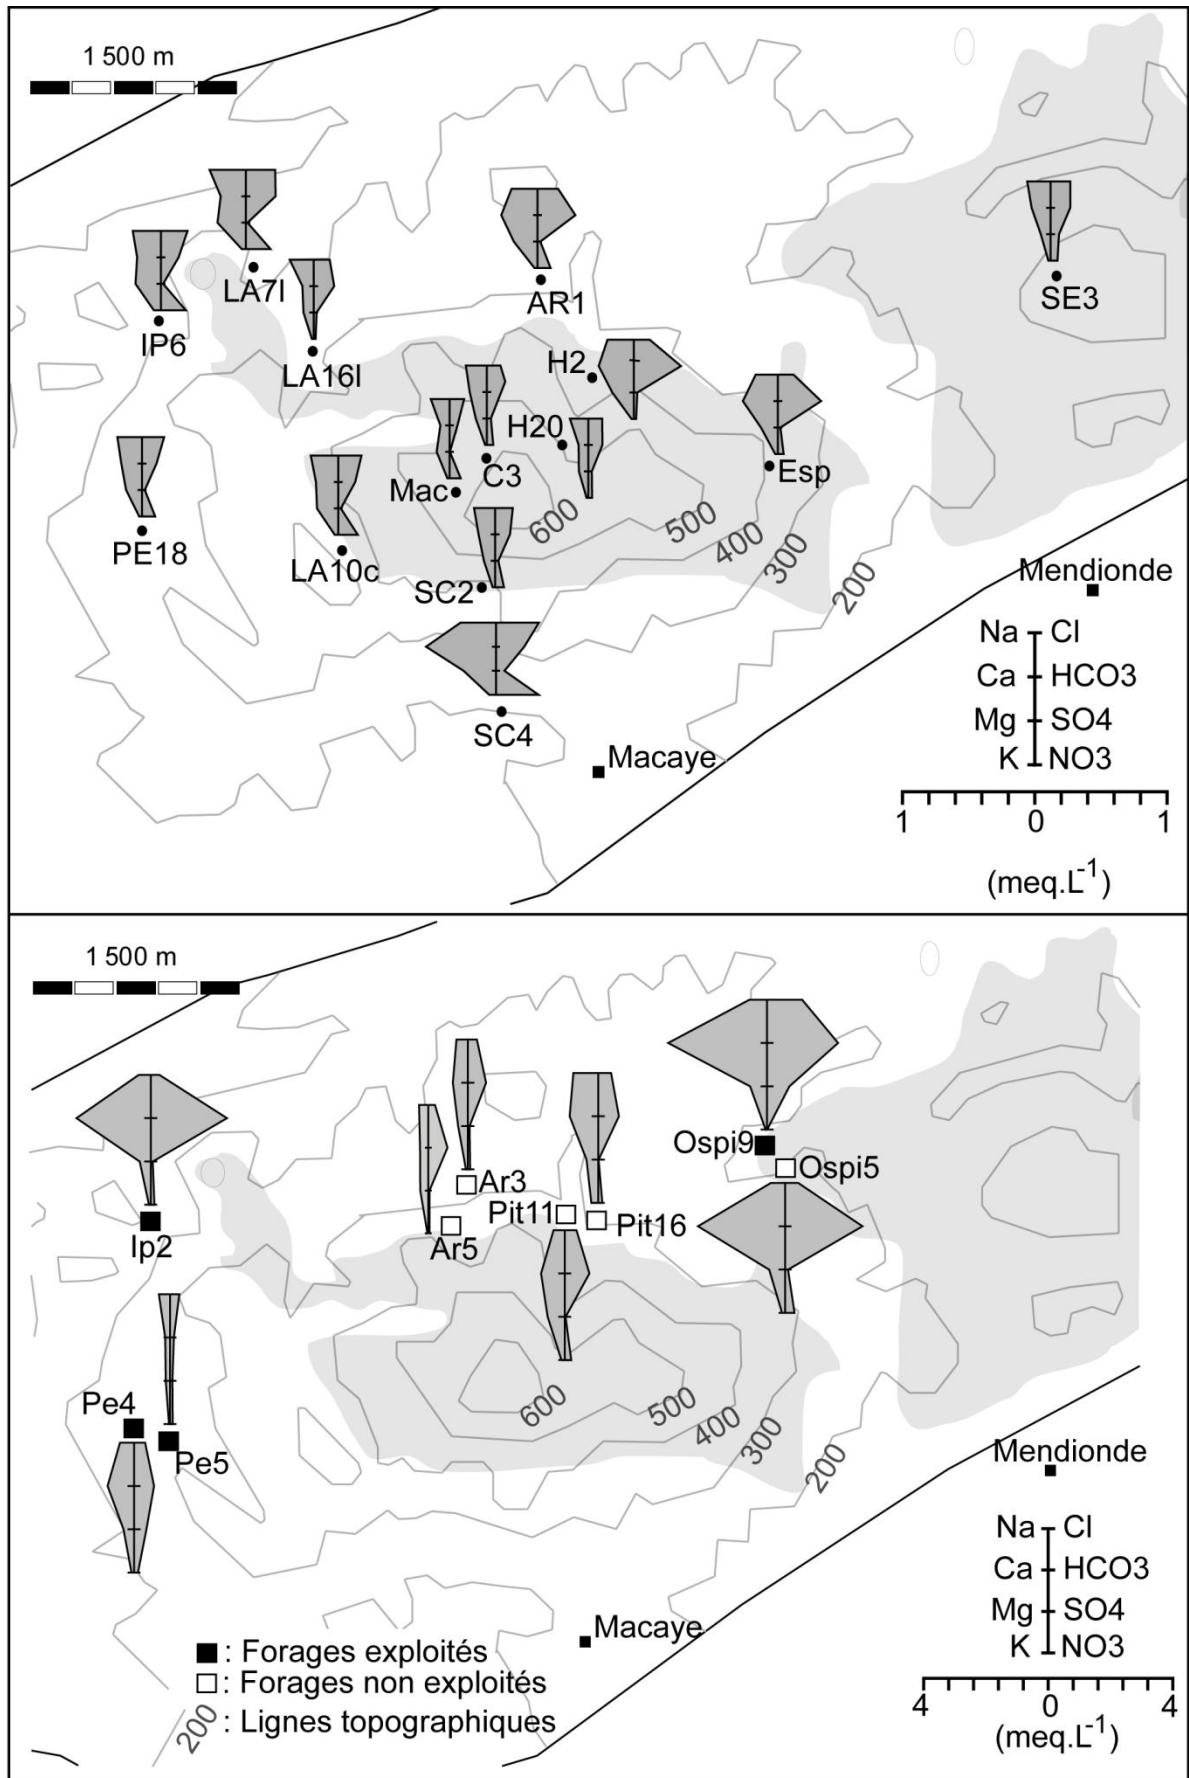 1 500 m
LA7I
IP6
LA16I
AR1
SE3
H2
H20
C3
Mac
Esp
PE18
LA10c
SC2
600
500
400
300
200
Mendionde
SC4
Macaye
Na Cl
Ca HCO3
Mg SO4
K NO3
1 0 1
(meq.L-1)
1 500 m
Ospi9
Ospi5
Ar3
Pit11
Pit16
Ar5
Ip2
Pe4
Pe5
600
500
400
300
200
Mendionde
Macaye
Na Cl
Ca HCO3
Mg SO4
K NO3
4 0 4
(meq.L-1)
: Forages exploités
: Forages non exploités
200 : Lignes topographiques